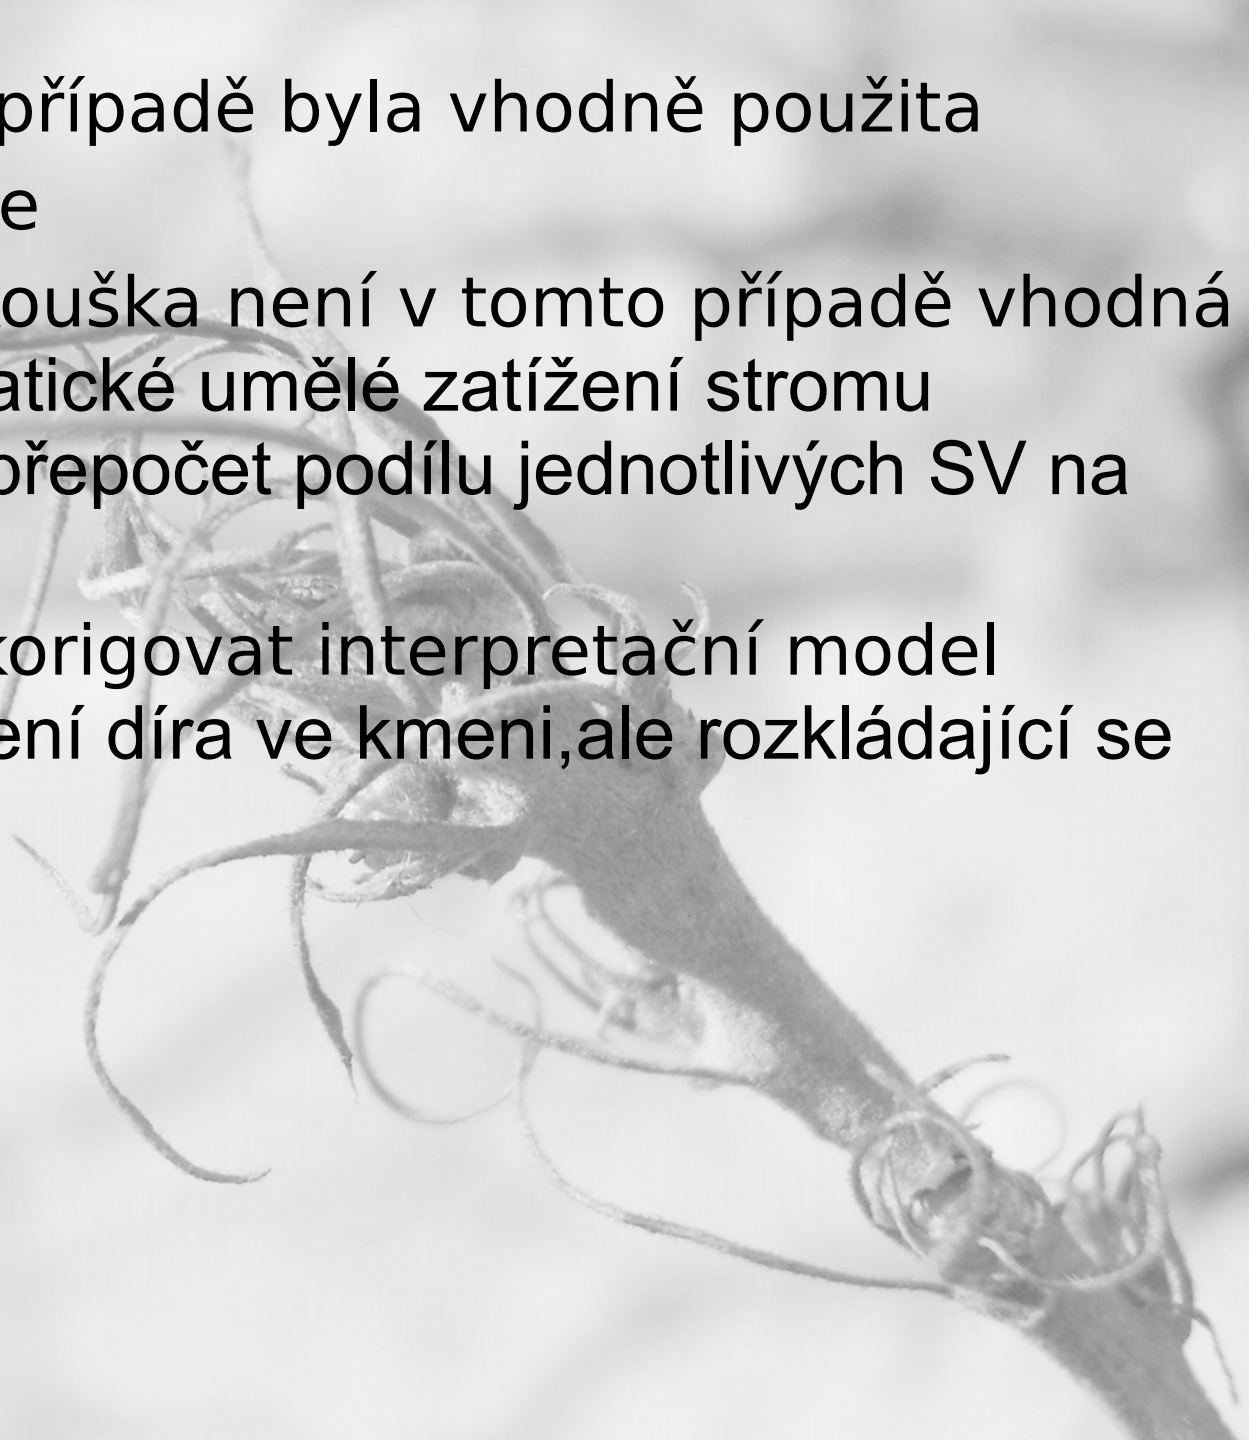 případě byla vhodně použita
e
ouška není v tomto případě vhodná
atické umělé zatížení stromu
přepočet podílu jednotlivých SV na
korigovat interpretační model
ení díra ve kmeni,ale rozkládající se